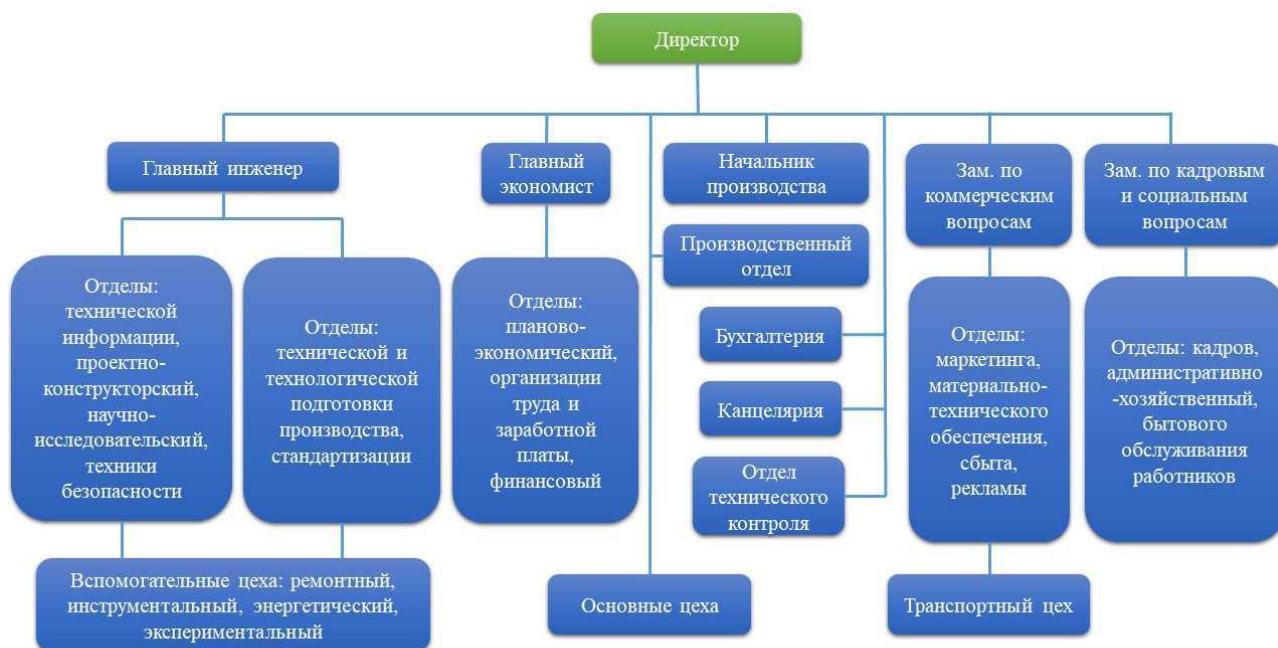 Директор
Главный инженер
Главный
экономист
Начальник
производства
Зам. по
коммерческим
вопросам
Зам. по кадровым
и социальным
вопросам
Производственный
отдел
Отделы:
технической
информации,
проектно-
конструкторский,
научно-
исследовательский,
техники
безопасности
Отделы:
технической и
технологической
подготовки
производства,
стандартизации
Отделы:
планово-
экономический,
организации
труда и
заработной
платы,
финансовый
Бухгалтерия
Канцелярия
Отдел
технического
контроля
Отделы:
маркетинга,
материально-
технического
обеспечения,
сбыта,
рекламы
Отделы: кадров,
административно
-хозяйственный,
бытового
обслуживания
работников
Вспомогательные цеха: ремонтный,
инструментальный, энергетический,
экспериментальный
Основные цеха
Транспортный цех